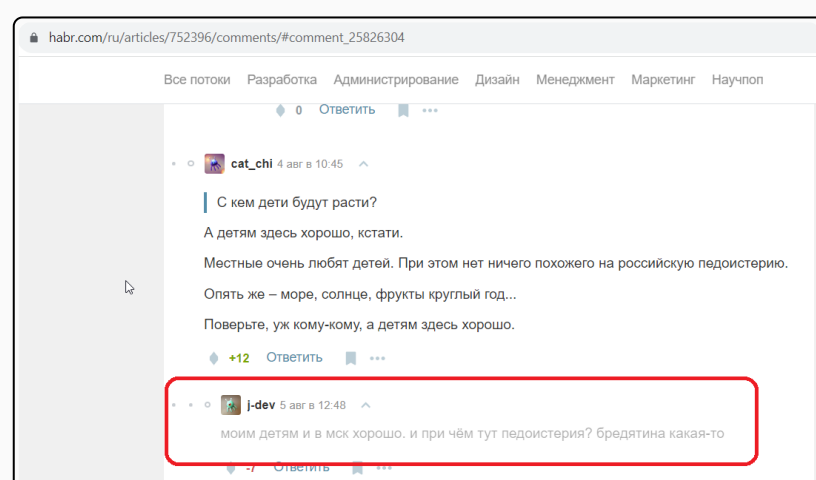 habr.com/ru/articles/752396/comments/#comment_25826304
Все потоки Разработка Администрирование Дизайн Менеджмент Маркетинг Научпоп
0 Ответить
cat_chi 4 авг в 10:45
С кем дети будут расти?
А детям здесь хорошо, кстати.
Местные очень любят детей. При этом нет ничего похожего на российскую педоистерию.
Опять же – море, солнце, фрукты круглый год...
Поверьте, уж кому-кому, а детям здесь хорошо.
+12 Ответить
j-dev 5 авг в 12:48
моим детям и в мск хорошо. и при чём тут педоистерия? бредятина какая-то
-7 Ответить